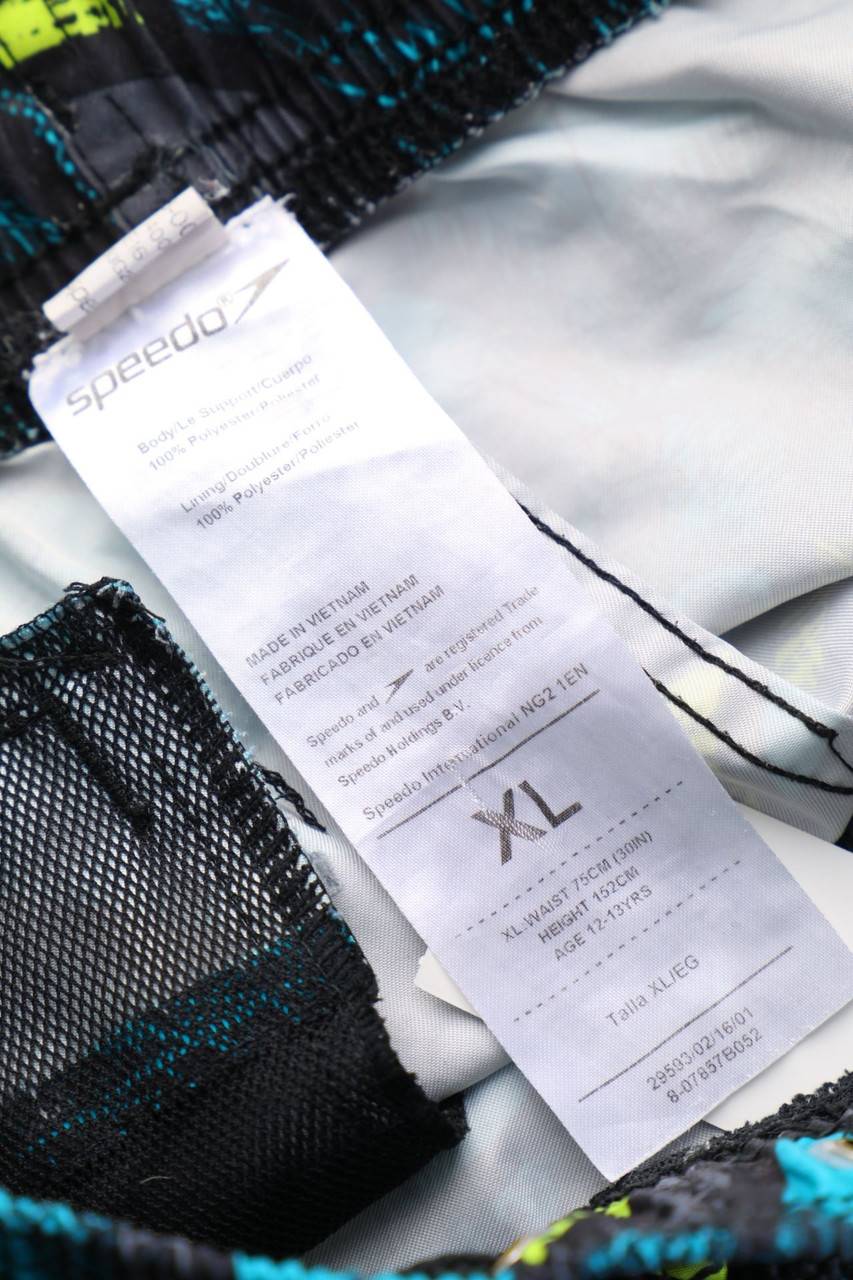 speedo®
Body/Le Support/Cuerpo
100% Polyester/Poliester
Lining/Doublure/Forro
100% Polyester/Poliester
MADE IN VIETNAM
FABRIQUE EN VIETNAM
FABRICADO EN VIETNAM
Speedo and are registered Trade
marks of and used under licence from
Speedo Holdings B.V.
Speedo International NG2 1EN
XL
XL:WAIST 75CM (30IN)
HEIGHT 152CM
AGE 12-13YRS
Talla XL/EG
29593/02/16/01
8-07857B052